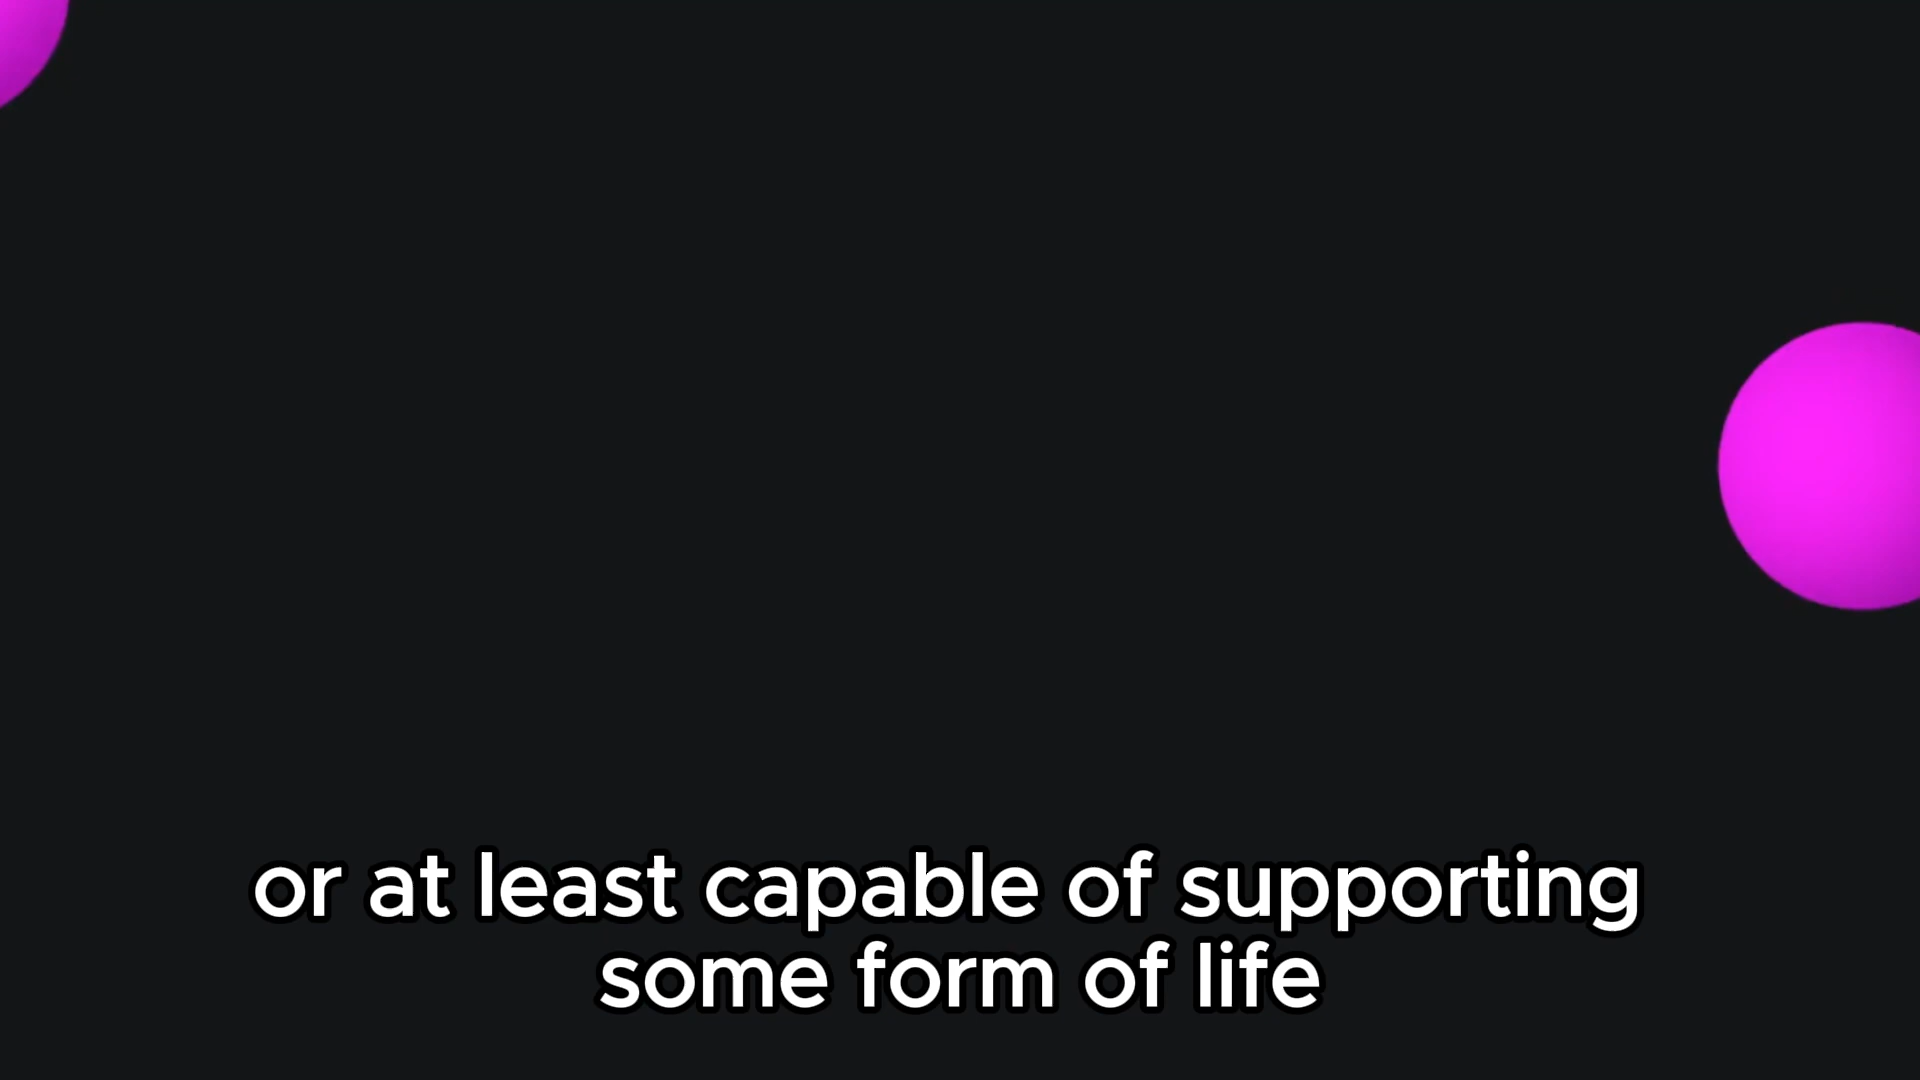 or at least capable of supporting
some form of life